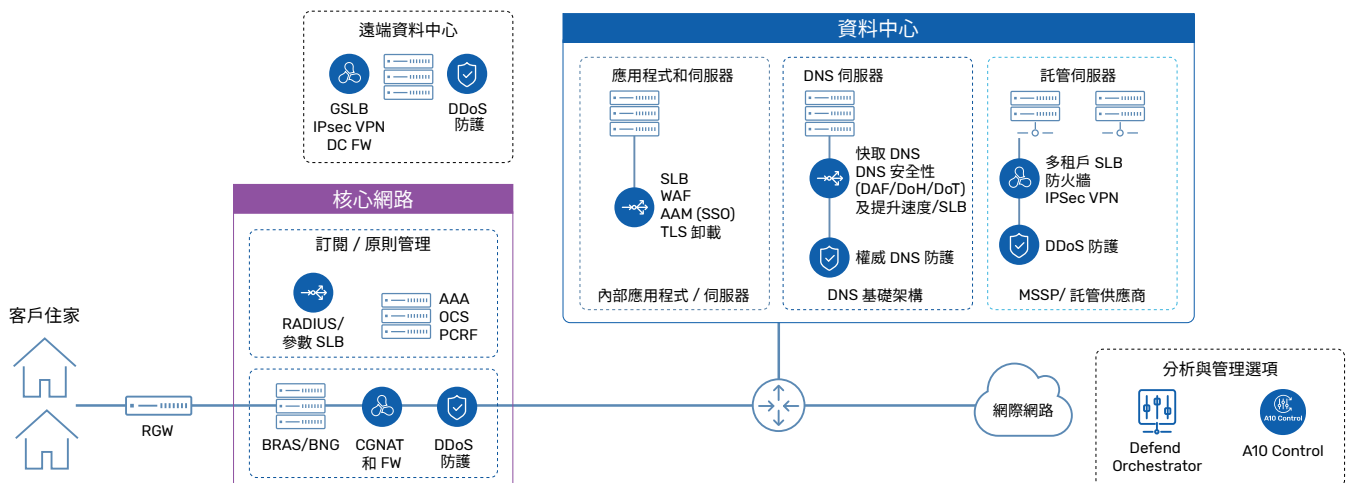 遠端資料中心
GSLB
IPsec VPN
DC FW
DDoS
防護
資料中心
應用程式和伺服器
SLB
WAF
AAM (SSO)
TLS 卸載
內部應用程式 / 伺服器
DNS 伺服器
快取 DNS
DNS 安全性
(DAF/DoH/DoT)
及提升速度/SLB
權威 DNS 防護
DNS 基礎架構
託管伺服器
多租戶 SLB
防火牆
IPSec VPN
DDoS 防護
MSSP/ 託管供應商
核心網路
訂閱 / 原則管理
RADIUS/
參數 SLB
AAA
OCS
PCRF
客戶住家
RGW
BRAS/BNG
CGNAT
和 FW
DDoS
防護
網際網路
分析與管理選項
Defend
Orchestrator
A10 Control
A10 Control